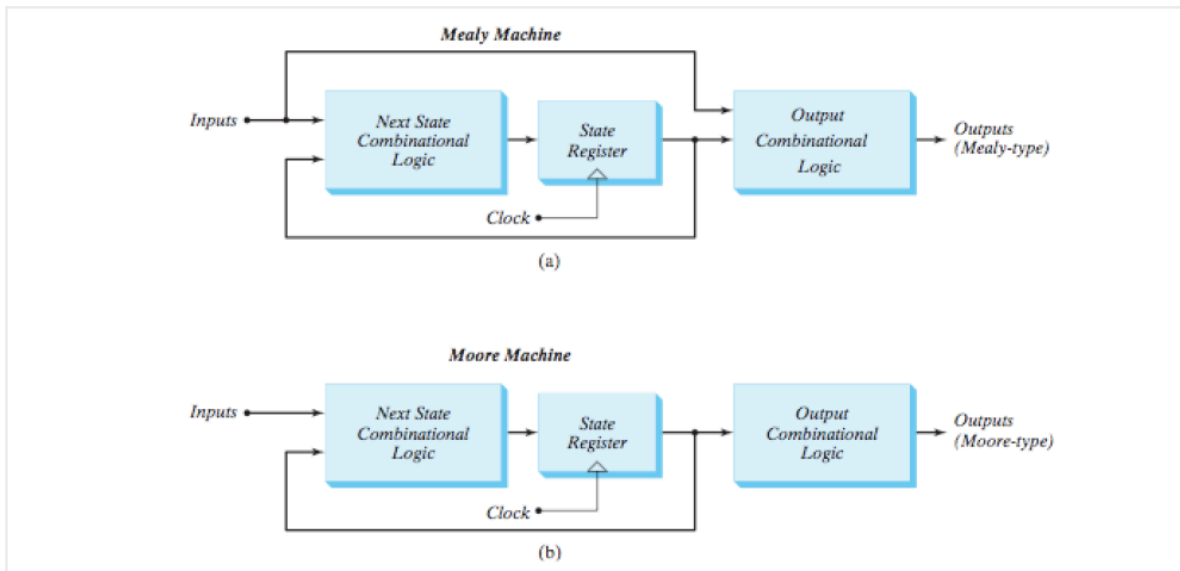 Mealy Machine
Inputs
Next State
Combinational
Logic
State
Register
Clock
Output
Combinational
Logic
Outputs
(Mealy-type)
(a)
Moore Machine
Inputs
Next State
Combinational
Logic
State
Register
Clock
Output
Combinational
Logic
Outputs
(Moore-type)
(b)